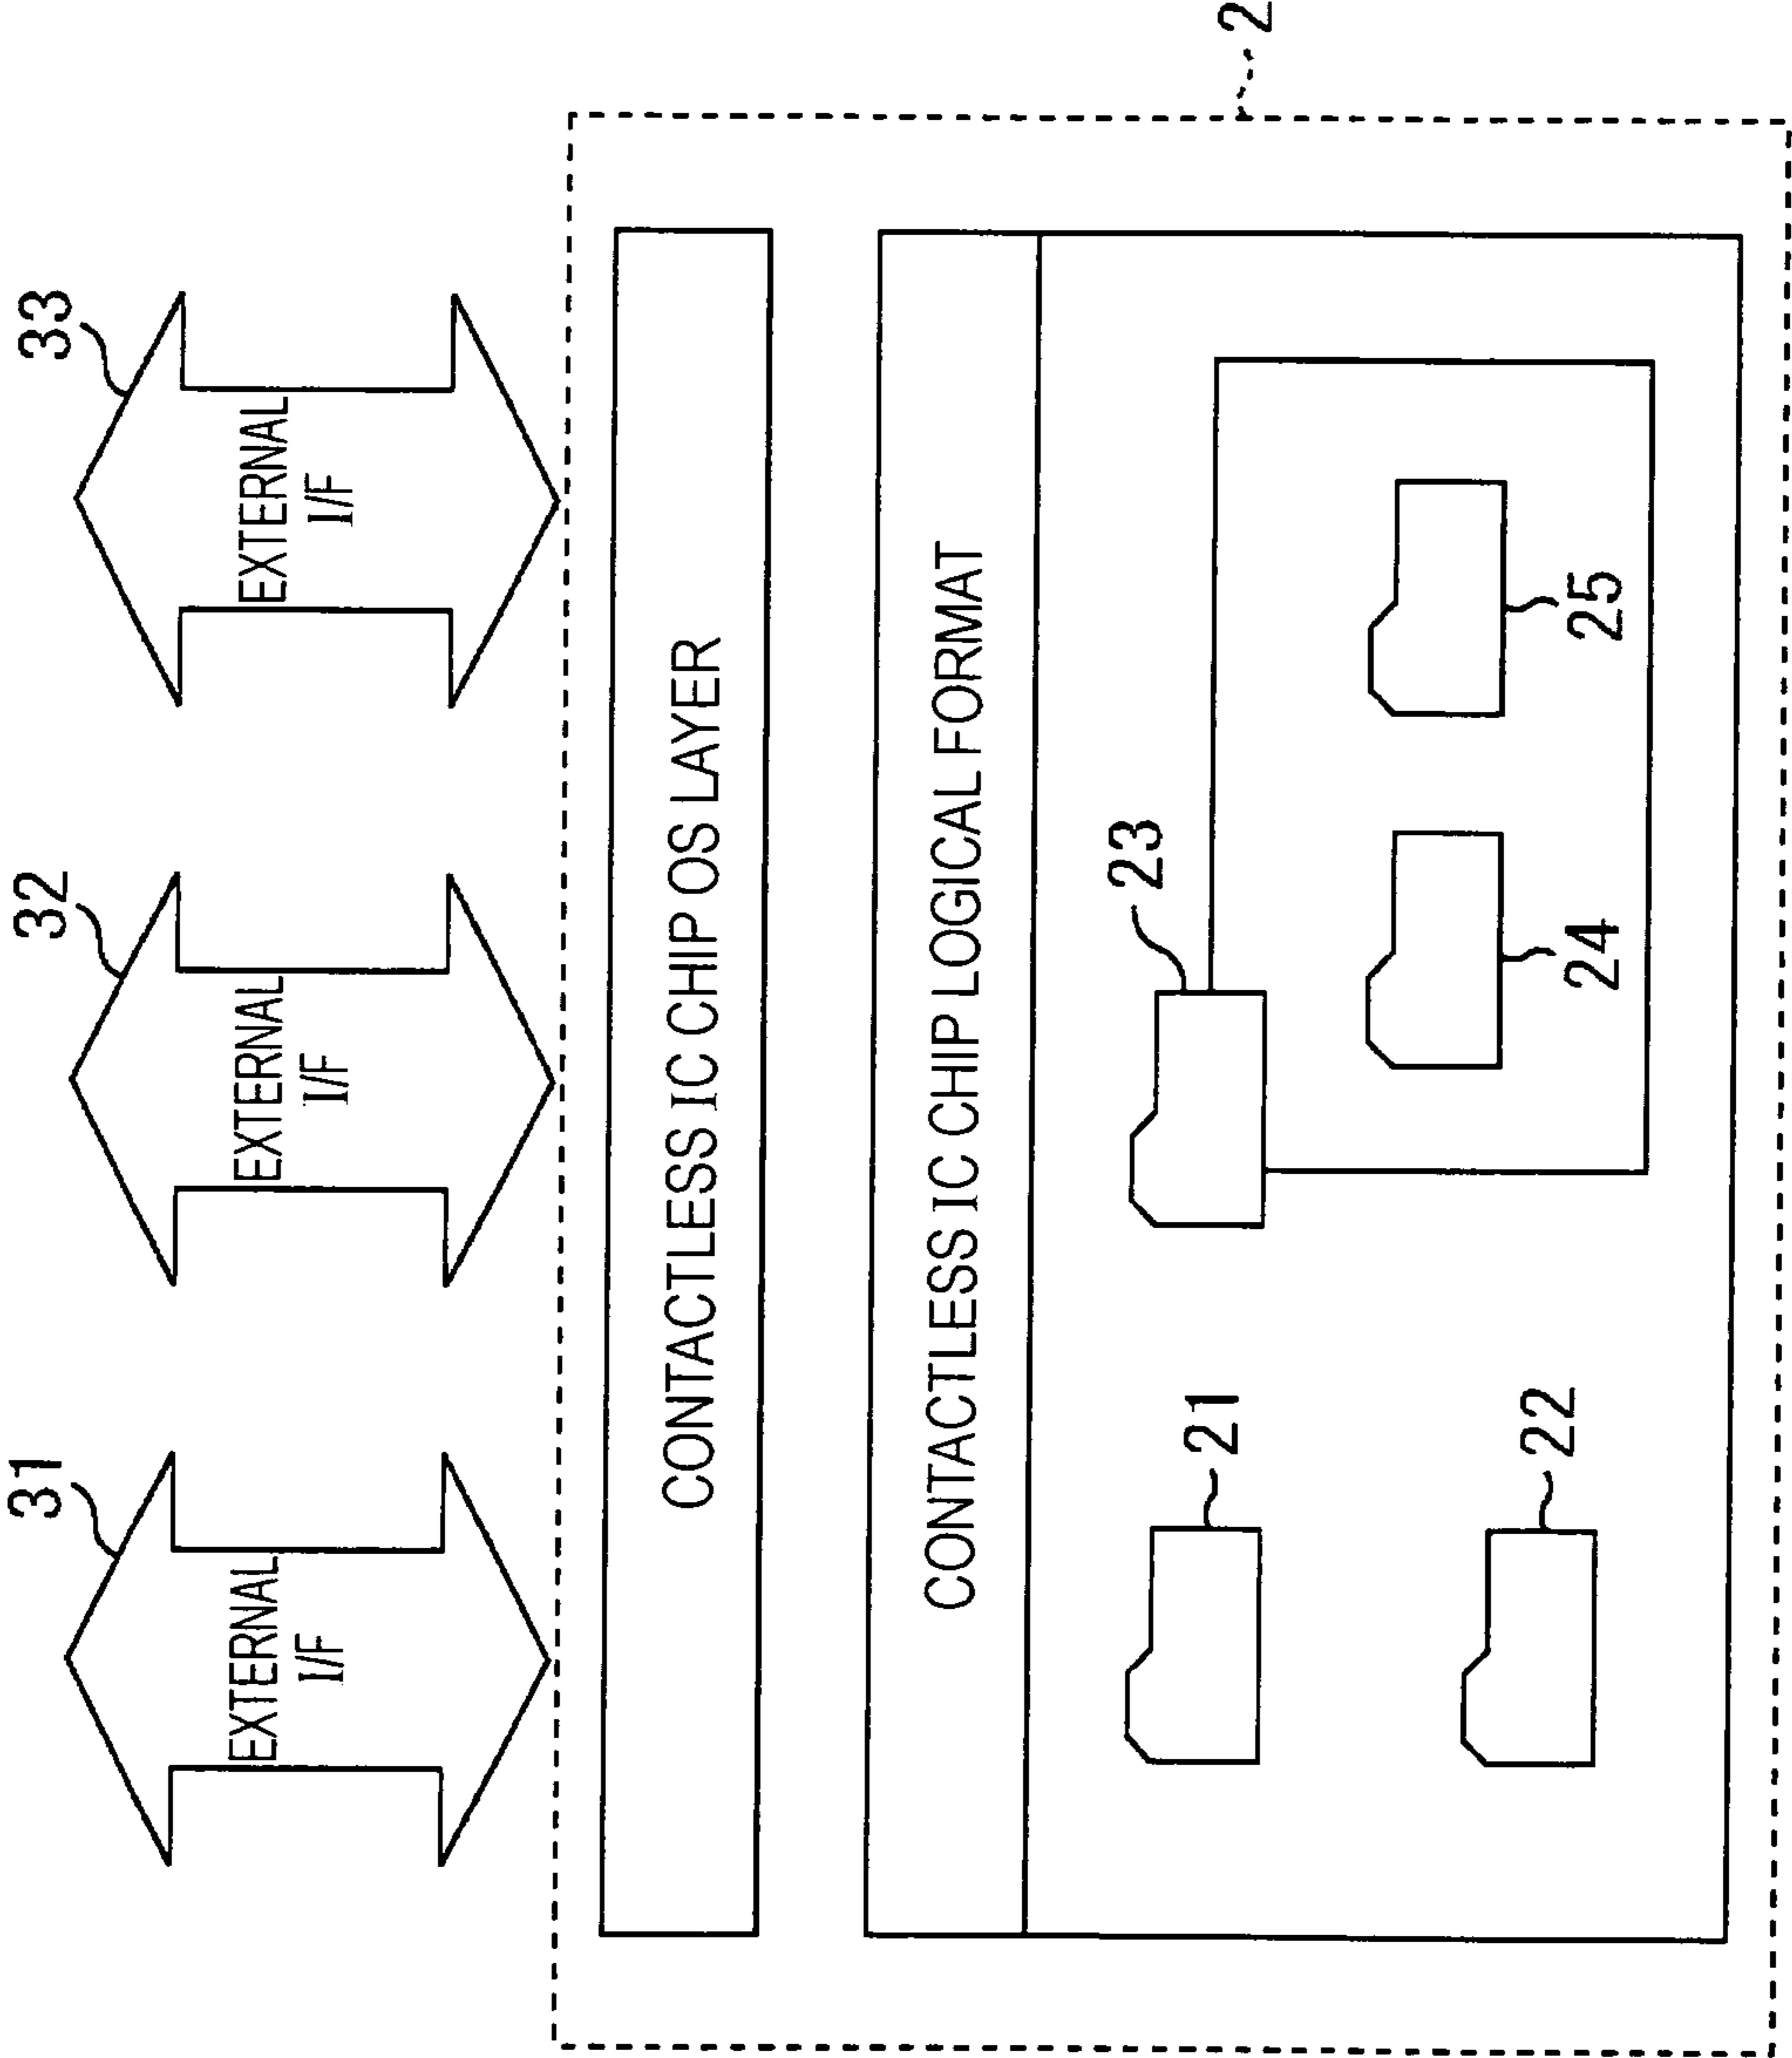 31
32
33
EXTERNAL
I/F
EXTERNAL
I/F
EXTERNAL
I/F
2
CONTACTLESS IC CHIP OS LAYER
CONTACTLESS IC CHIP LOGICAL FORMAT
21
22
23
24
25